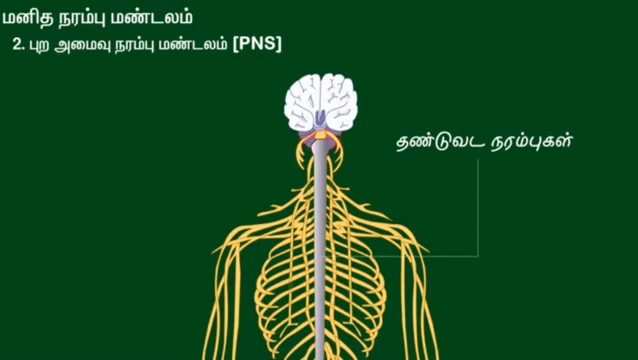 மனித நரம்பு மண்டலம்
2. புற அமைவு நரம்பு மண்டலம் [PNS]
தண்டுவட நரம்புகள்